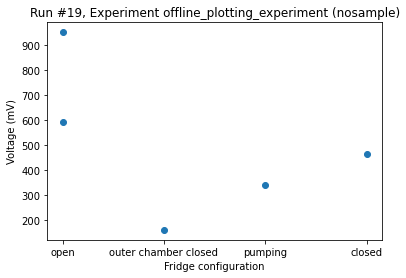 Run #19, Experiment offline_plotting_experiment (nosample)
900
800
700
600
500
400
300
200
Voltage (mV)
open
outer chamber closed
pumping
closed
Fridge configuration